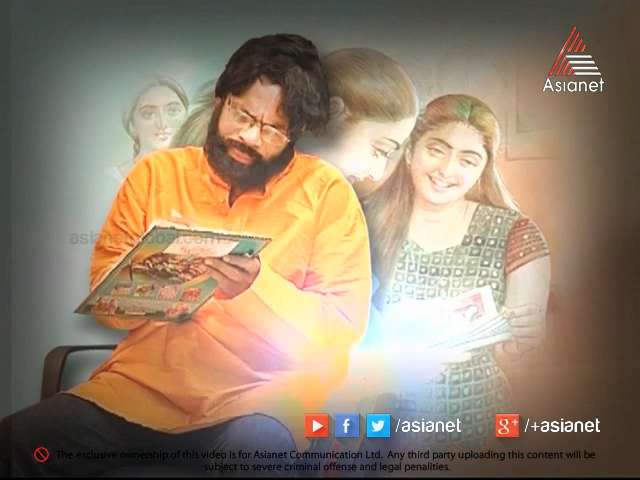 Asianet
asianetglobal.com
/asianet
g+ /+asianet
The exclusive ownership of this video is for Asianet Communication Ltd. Any third party uploading this content will be
subject to severe criminal offense and legal penalities.